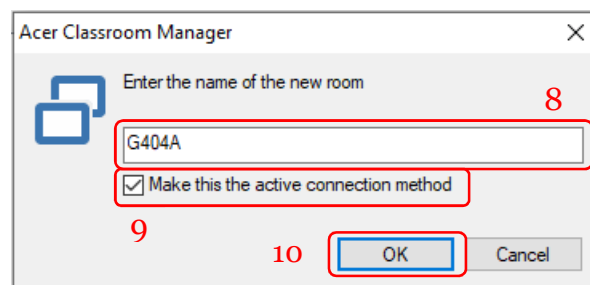 Acer Classroom Manager
Enter the name of the new room
8
G404A
Make this the active connection method
9
10
OK
Cancel